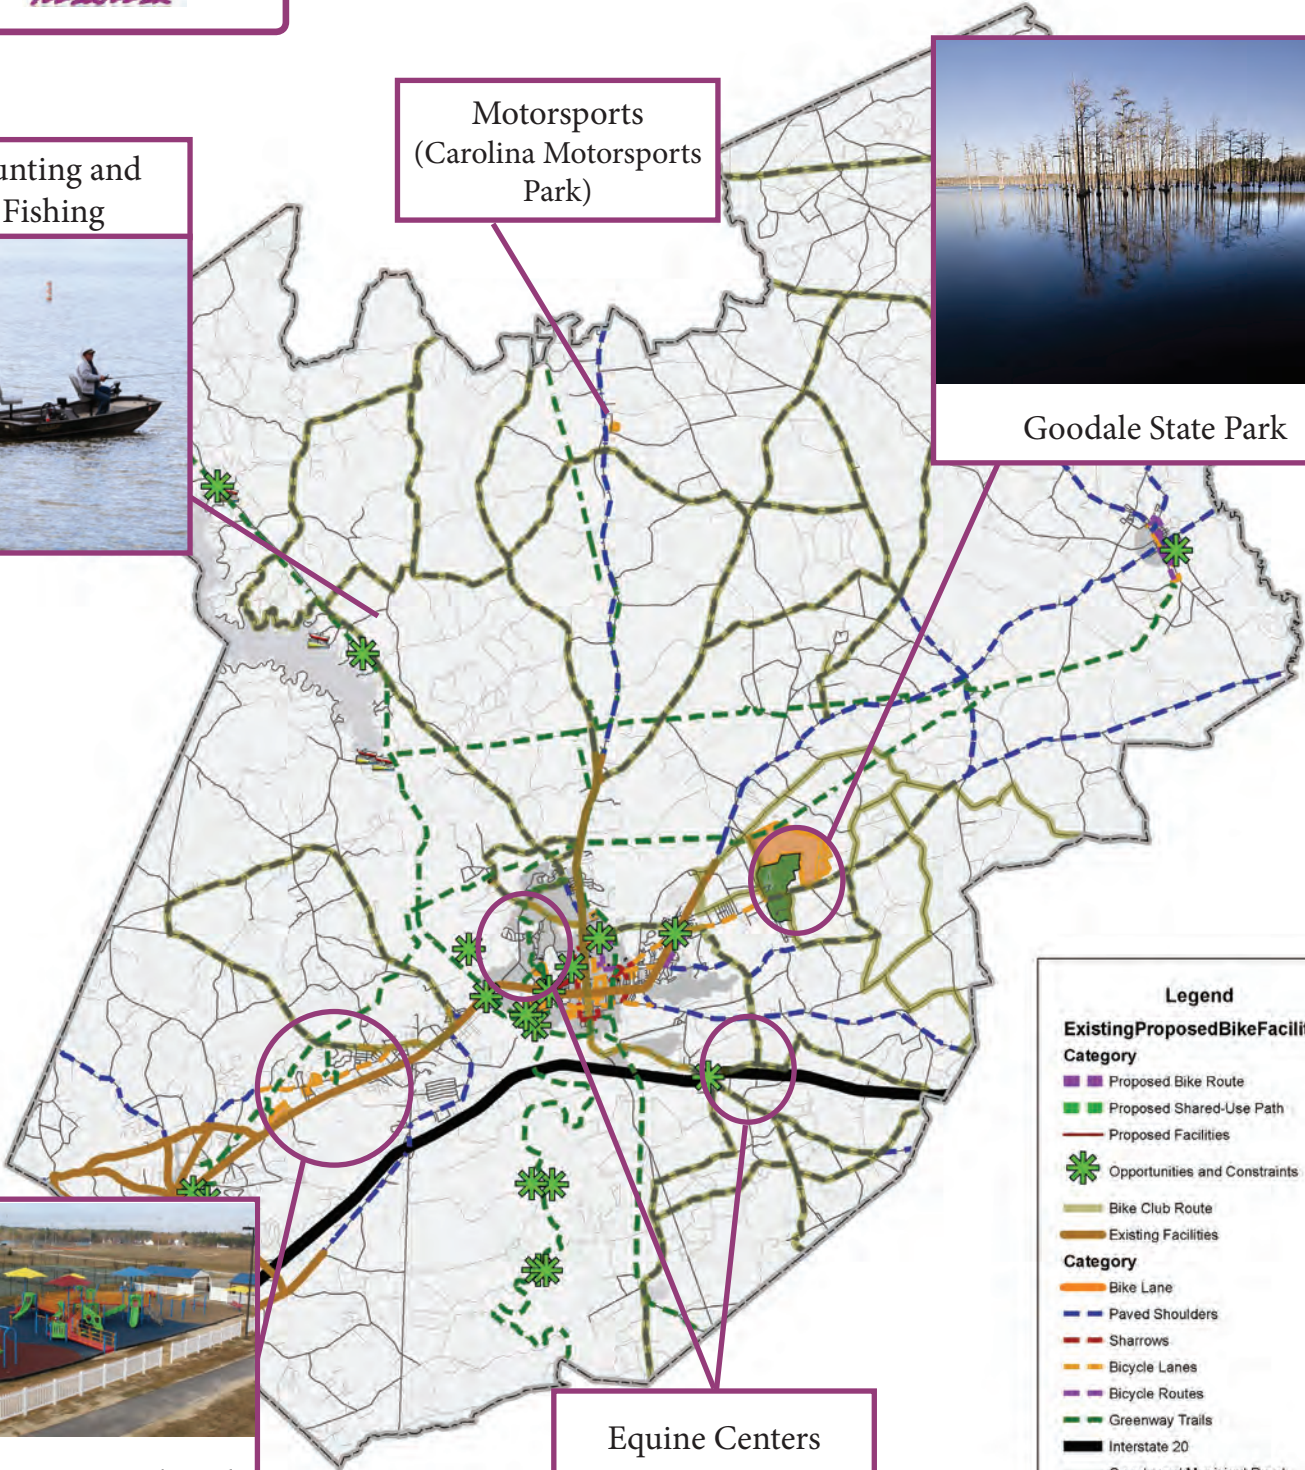 Motorsports
(Carolina Motorsports
Park)
and
Fishing
Goodale State Park
Equine Centers
Legend
Category
Proposed Bike Route
Proposed Shared-Use Path
Proposed Facilities
Opportunities and Constraints
Bike Club Route
Existing Facilities
Category
Bike Lane
Paved Shoulders
Sharrows
Bicycle Lanes
Bicycle Routes
Greenway Trails
Interstate 20